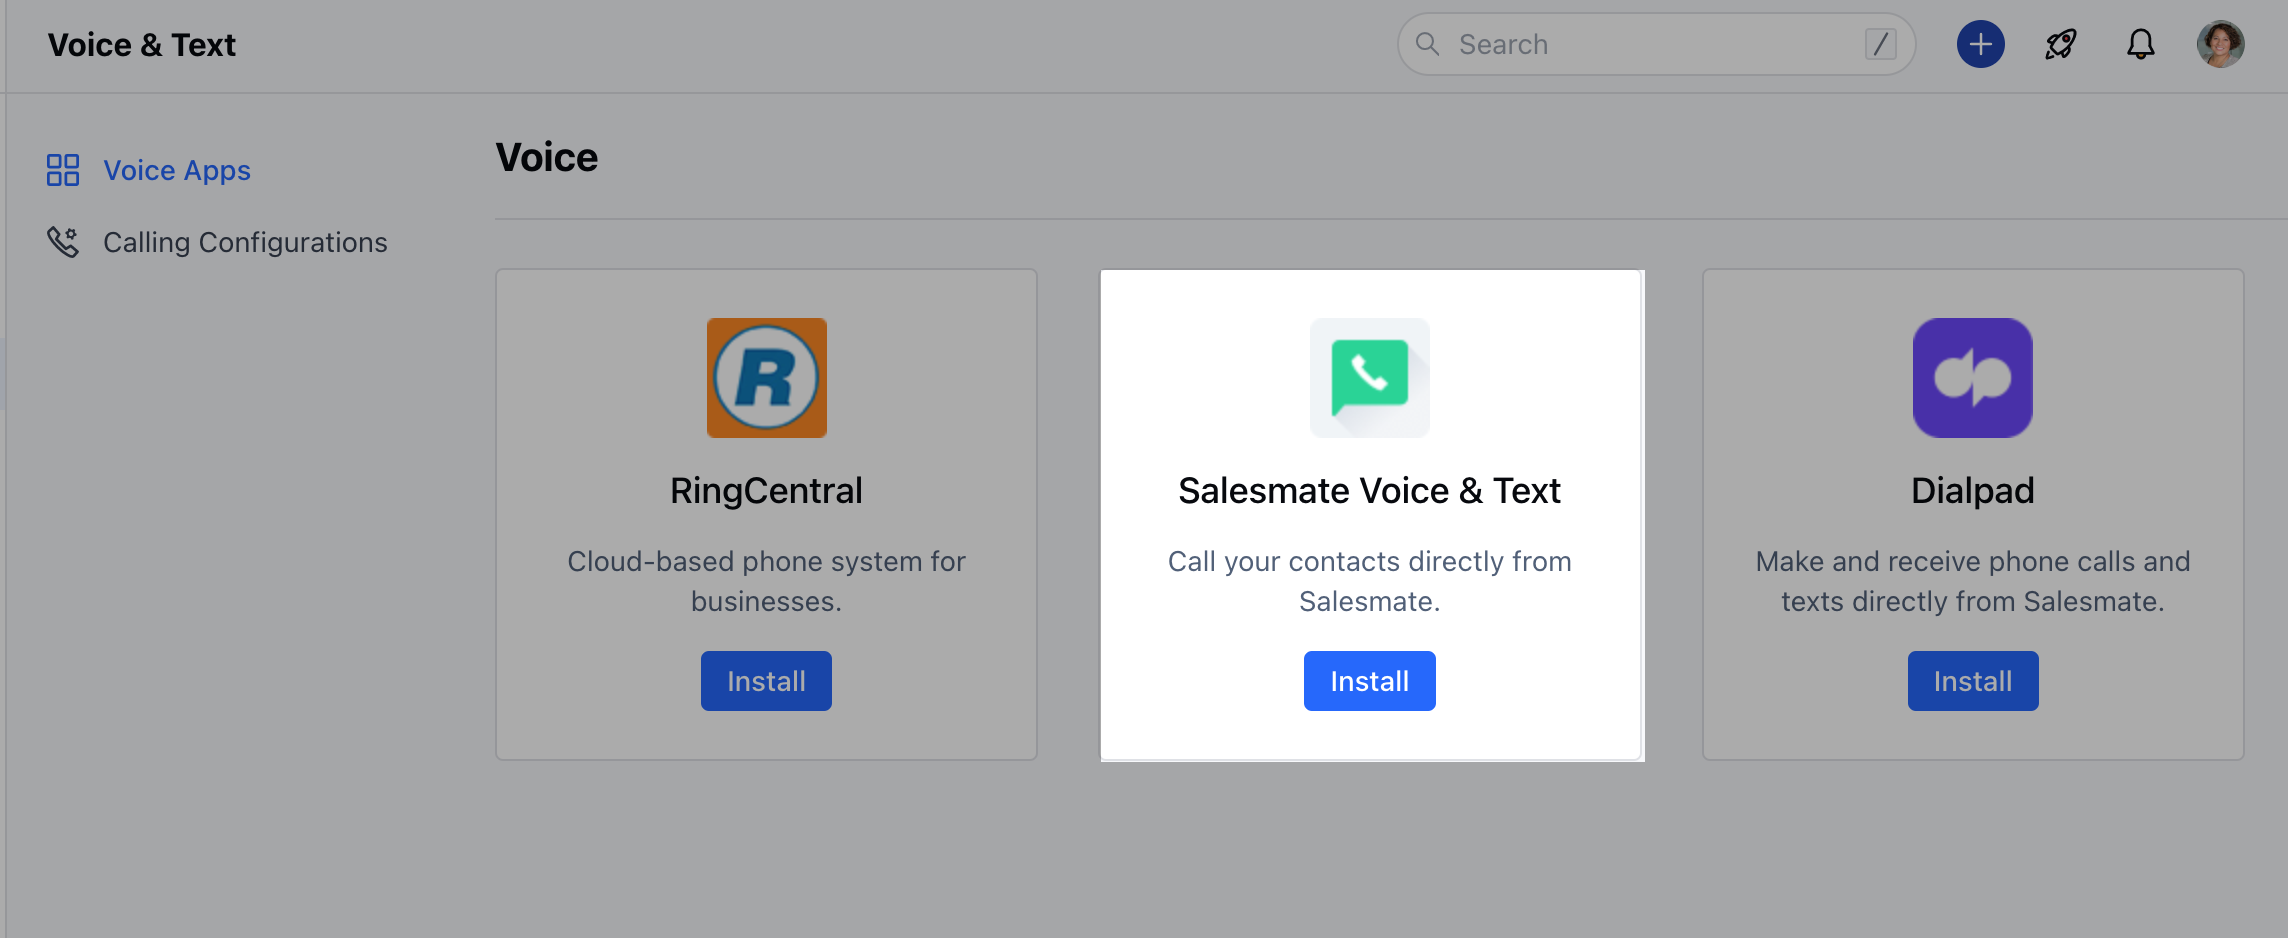 Voice & Text
Search
/
Voice Apps
Calling Configurations
Voice
R
RingCentral
Cloud-based phone system for
businesses.
Install
Salesmate Voice & Text
Call your contacts directly from
Salesmate.
Install
dp
Dialpad
Make and receive phone calls and
texts directly from Salesmate.
Install